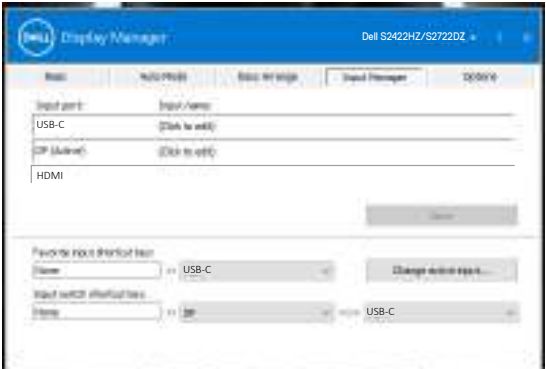 DELL Display Manager
Dell S2422HZ/S2722DZ
Basic Auto Mode Easy Arrange Input Manager Options
Input port Input name
USB-C (Click to edit)
DP (Active) (Click to edit)
HDMI
Save
Favorite input shortcut key:
None USB-C Change active input...
Input switch shortcut key:
None DP USB-C